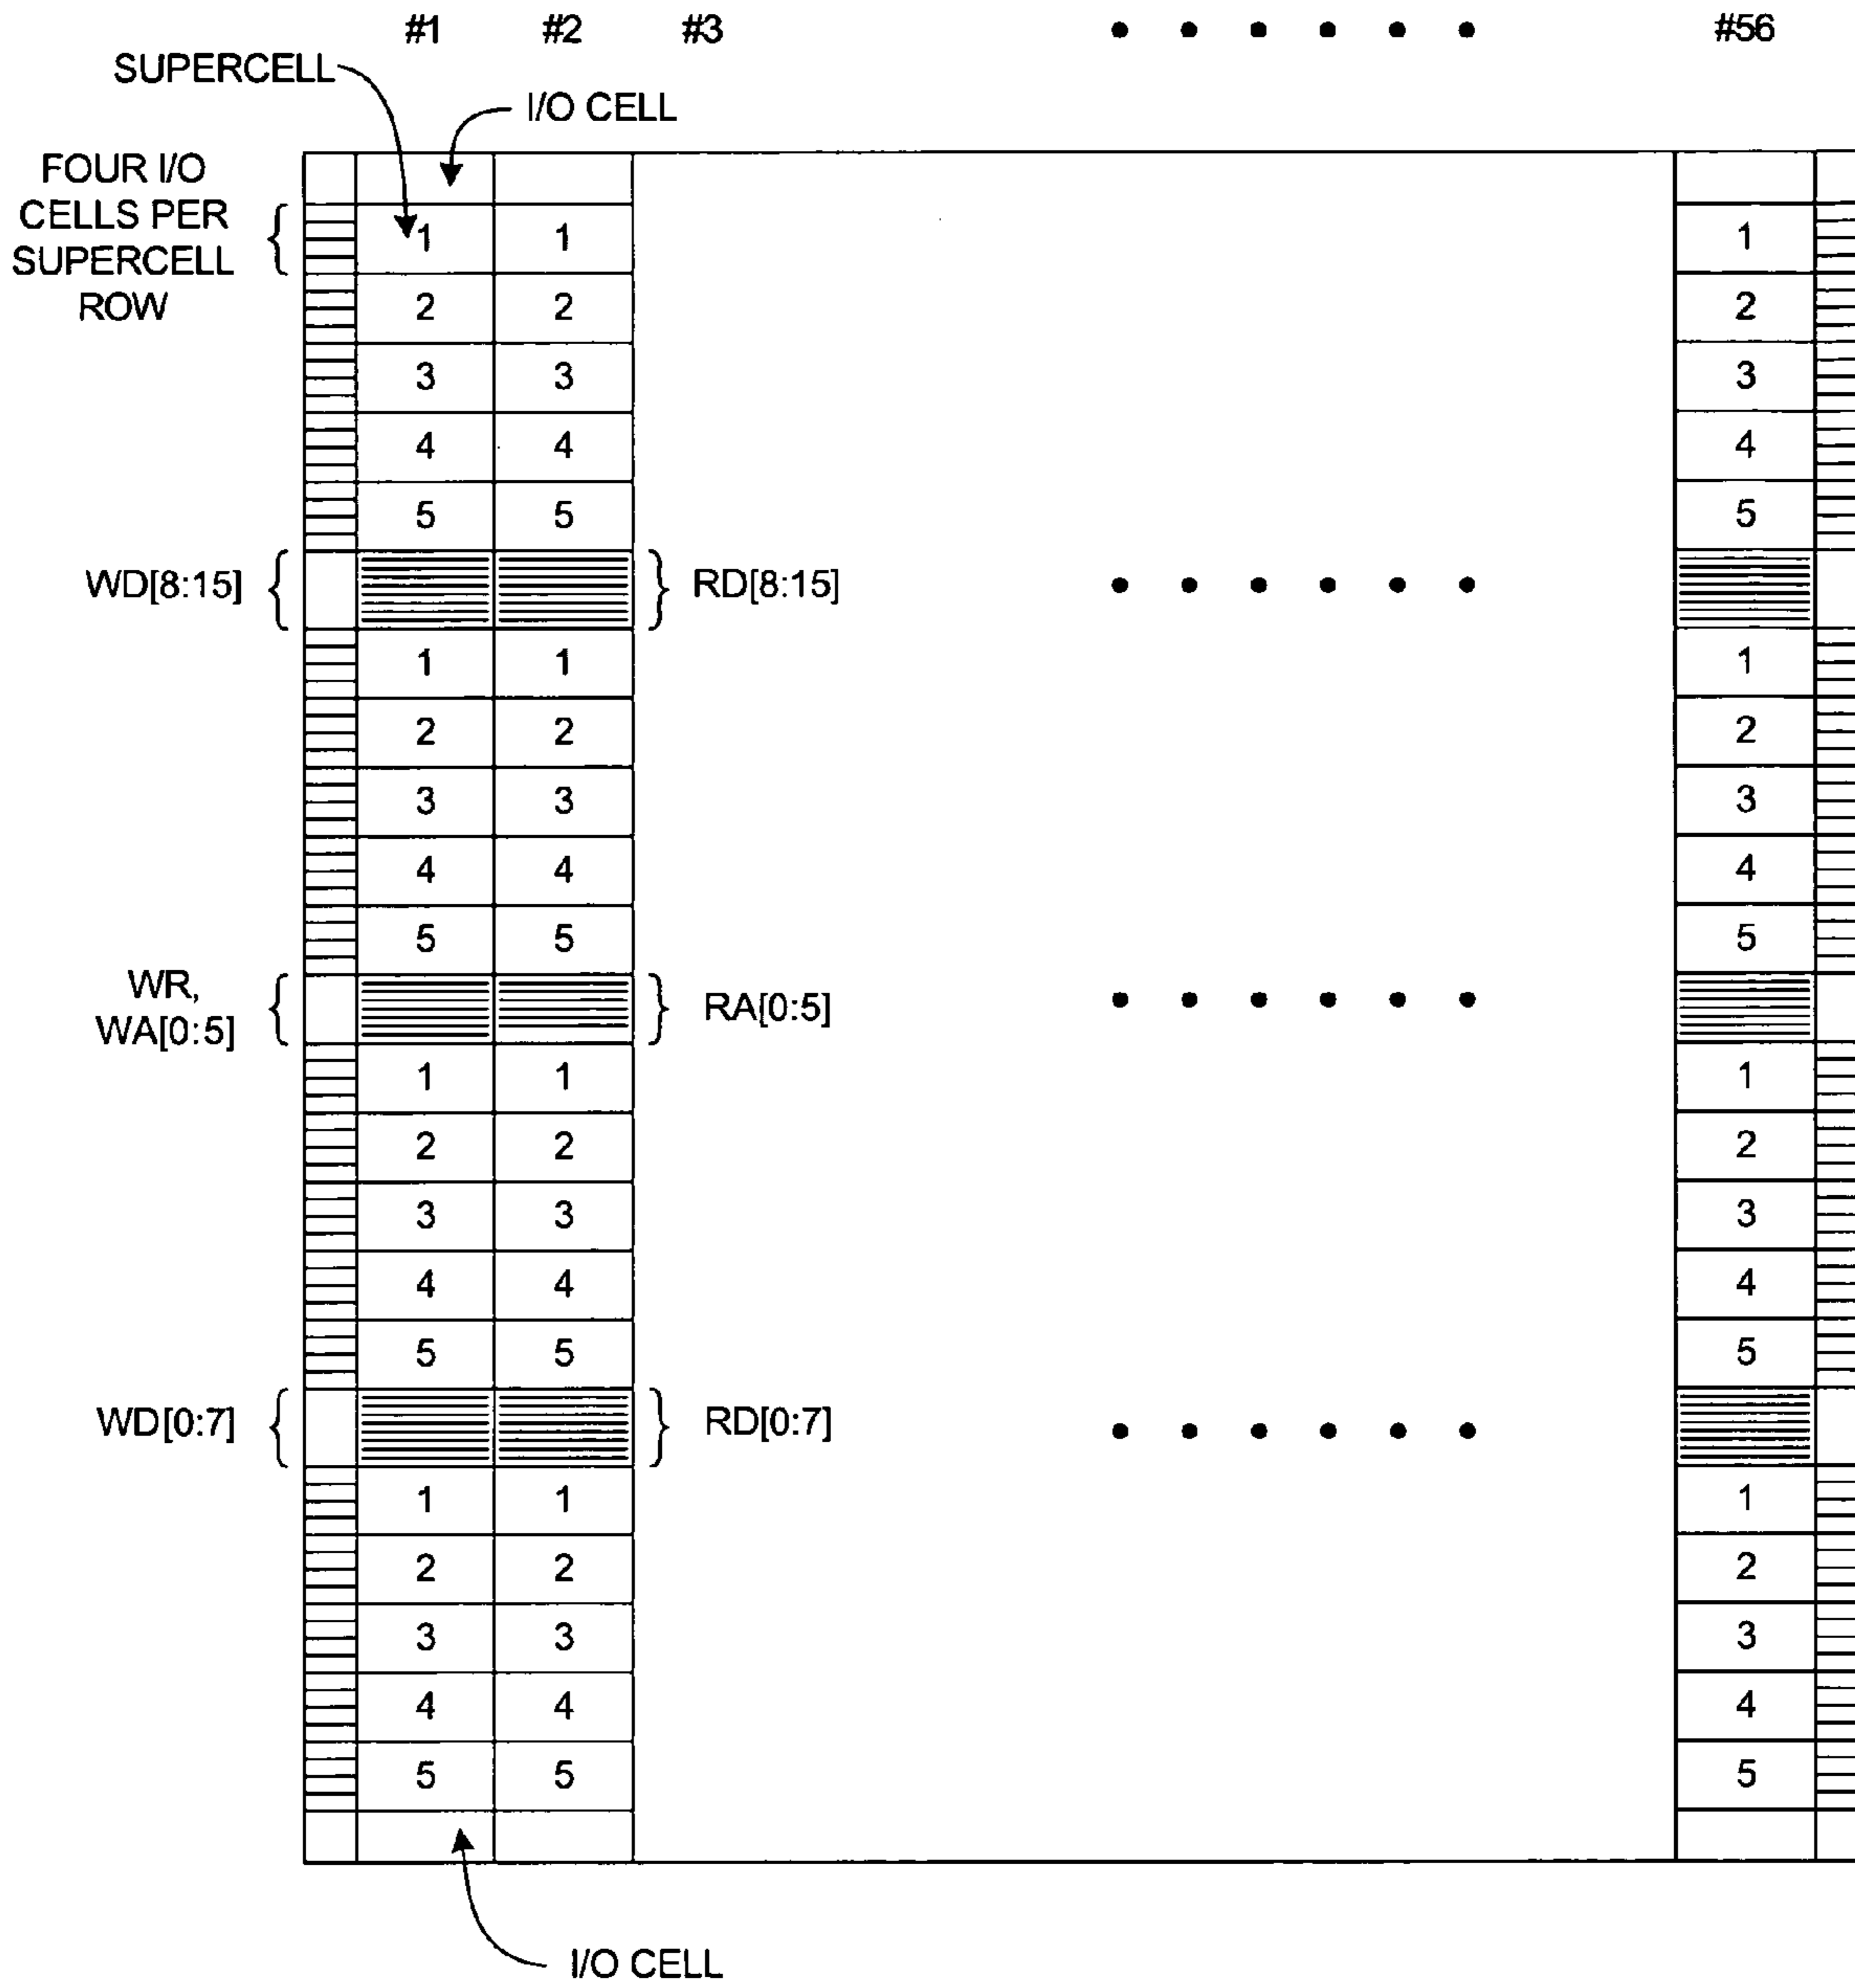 #1 #2 #3 #56
SUPERCELL
I/O CELL
FOUR I/O
CELLS PER
SUPERCELL
ROW
1 1 1
2 2 2
3 3 3
4 4 4
5 5 5
WD[8:15] RD[8:15]
1 1 1
2 2 2
3 3 3
4 4 4
5 5 5
WR,
WA[0:5] RA[0:5]
1 1 1
2 2 2
3 3 3
4 4 4
5 5 5
WD[0:7] RD[0:7]
1 1 1
2 2 2
3 3 3
4 4 4
5 5 5
I/O CELL